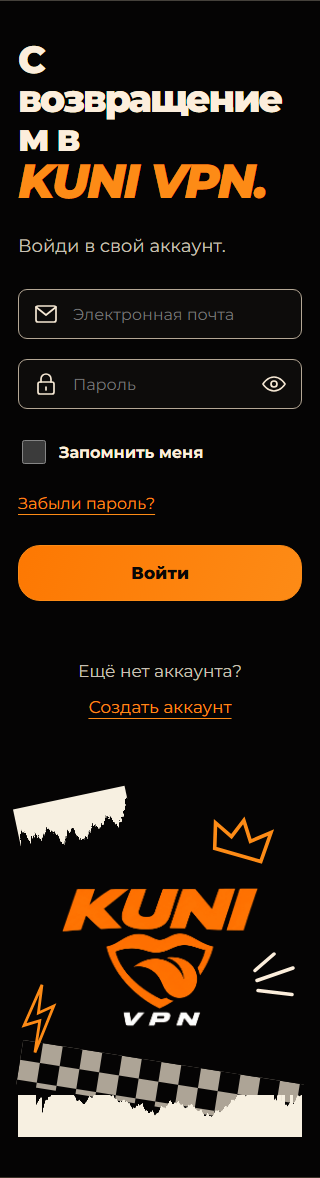 С
возвращение
м в
KUNI VPN.
Войди в свой аккаунт.
Электронная почта
Пароль
Запомнить меня
Забыли пароль?
Войти
Ещё нет аккаунта?
Создать аккаунт
KUNI
VPN